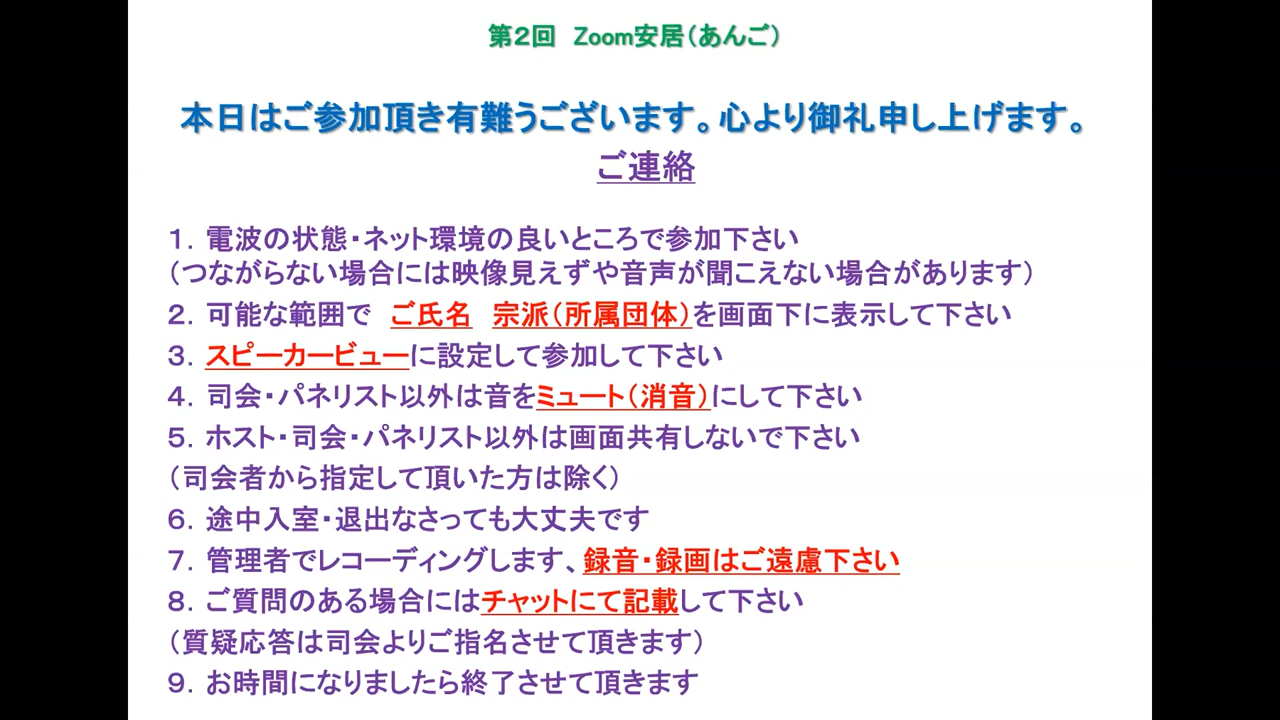 第２回　Zoom安居（あんご）
本日はご参加頂き有難うございます。心より御礼申し上げます。
ご連絡
１．電波の状態・ネット環境の良いところで参加下さい
（つながらない場合には映像見えずや音声が聞こえない場合があります）
２．可能な範囲で　ご氏名　宗派（所属団体）を画面下に表示して下さい
３．スピーカービューに設定して参加して下さい
４．司会・パネリスト以外は音をミュート（消音）にして下さい
５．ホスト・司会・パネリスト以外は画面共有しないで下さい
（司会者から指定して頂いた方は除く）
６．途中入室・退出なさっても大丈夫です
７．管理者でレコーディングします、録音・録画はご遠慮下さい
８．ご質問のある場合にはチャットにて記載して下さい
（質疑応答は司会よりご指名させて頂きます）
９．お時間になりましたら終了させて頂きます